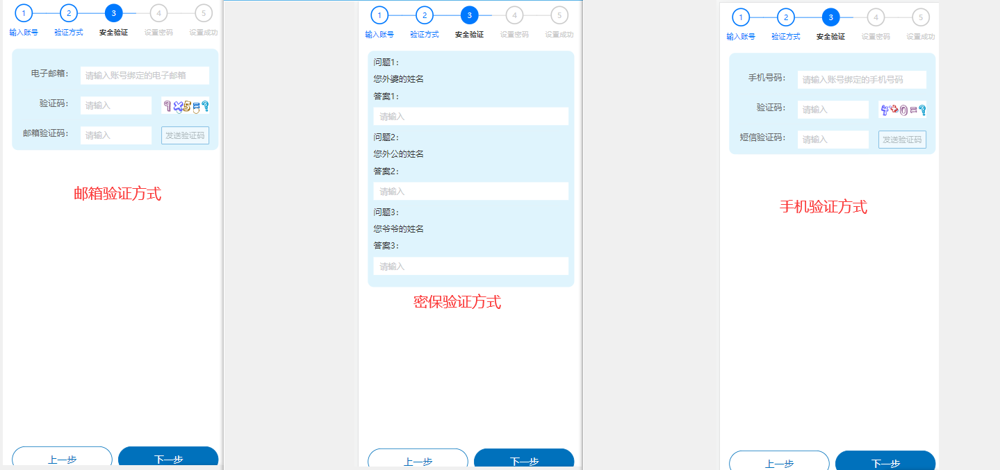 1 2 3 4 5
输入账号 验证方式 安全验证 设置密码 设置成功
电子邮箱： 请输入账号绑定的电子邮箱
验证码： 请输入 9×5=?
邮箱验证码： 请输入 发送验证码
邮箱验证方式
上一步 下一步
1 2 3 4 5
输入账号 验证方式 安全验证 设置密码 设置成功
问题1：
您外婆的姓名
答案1：
请输入
问题2：
您外公的姓名
答案2：
请输入
问题3：
您爷爷的姓名
答案3：
请输入
密保验证方式
上一步 下一步
1 2 3 4 5
输入账号 验证方式 安全验证 设置密码 设置成功
手机号码： 请输入账号绑定的手机号码
验证码： 请输入 4+0=?
短信验证码： 请输入 发送验证码
手机验证方式
上一步 下一步